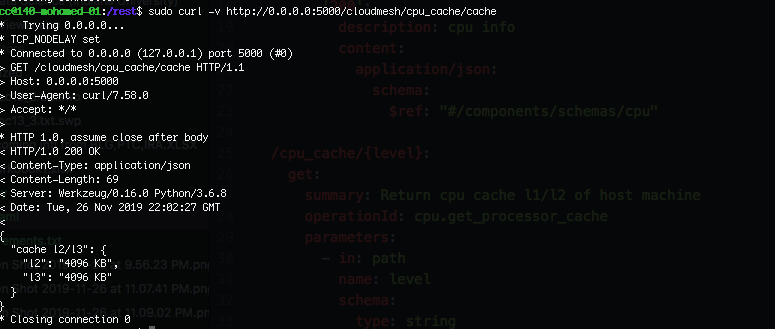 cc0140-mohamed-01:/rest$ sudo curl -v http://0.0.0.0:5000/cloudmesh/cpu_cache/cache
*   Trying 0.0.0.0...
* TCP_NODELAY set
* Connected to 0.0.0.0 (127.0.0.1) port 5000 (#0)
> GET /cloudmesh/cpu_cache/cache HTTP/1.1
> Host: 0.0.0.0:5000
> User-Agent: curl/7.58.0
> Accept: */*
>
* HTTP 1.0, assume close after body
< HTTP/1.0 200 OK
< Content-Type: application/json
< Content-Length: 69
< Server: Werkzeug/0.16.0 Python/3.6.8
< Date: Tue, 26 Nov 2019 22:02:27 GMT
<
{
  "cache l2/l3": {
    "l2": "4096 KB",
    "l3": "4096 KB"
  }
}
* Closing connection 0
description: cpu info
content:
application/json:
schema:
$ref: "#/components/schemas/cpu"
/cpu_cache/{level}:
get:
summary: Return cpu cache l1/l2 of host machine
operationId: cpu.get_processor_cache
parameters:
- in: path
name: level
schema:
type: string